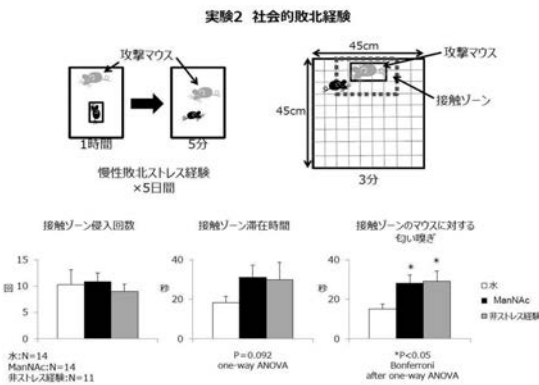 実験2 社会的敗北経験
攻撃マウス
1時間
5分
慢性敗北ストレス経験
×5日間
45cm
45cm
攻撃マウス
接触ゾーン
3分
接触ゾーン侵入回数
回
15
10
5
0
水:N=14
ManNAc:N=14
非ストレス経験:N=11
接触ゾーン滞在時間
秒
40
20
0
P=0.092
one-way ANOVA
接触ゾーンのマウスに対する
匂い嗅ぎ
秒
40
20
0
* *
*P<0.05
Bonferroni
after one-way ANOVA
水
ManNAc
非ストレス経験